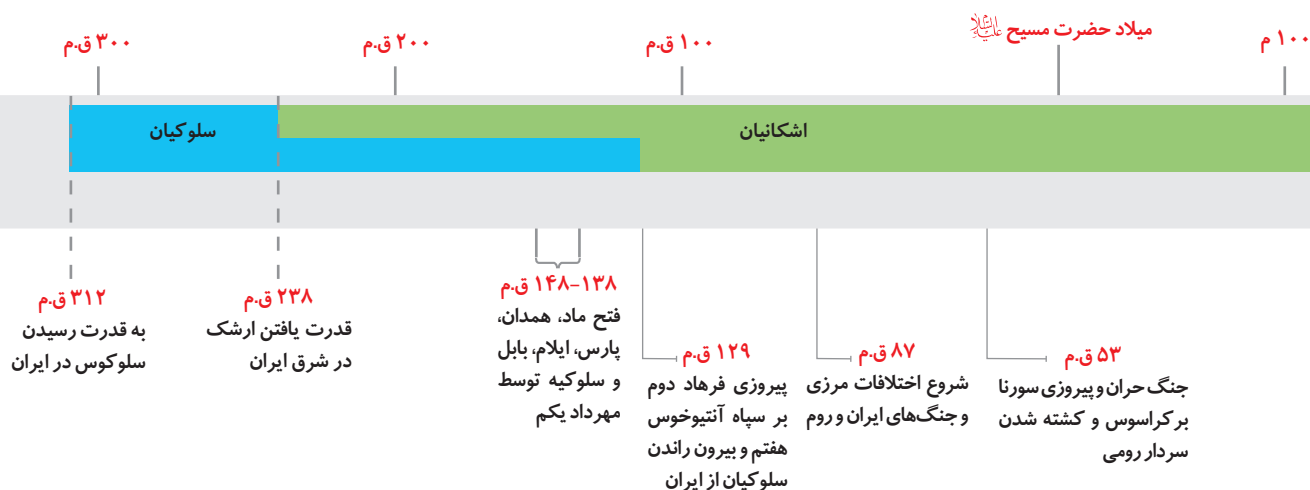 ۳۰۰ ق.م
۲۰۰ ق.م
۱۰۰ ق.م
میلاد حضرت مسیح علیه‌السلام
۱۰۰ م
سلوکیان
اشکانیان
۳۱۲ ق.م
به قدرت رسیدن
سلوکوس در ایران
۲۳۸ ق.م
قدرت یافتن ارشک
در شرق ایران
۱۴۸–۱۳۸ ق.م
فتح ماد، همدان،
پارس، ایلام، بابل
و سلوکیه توسط
مهرداد یکم
۱۲۹ ق.م
پیروزی فرهاد دوم
بر سپاه آنتیوخوس
هفتم و بیرون راندن
سلوکیان از ایران
۸۷ ق.م
شروع اختلافات مرزی
و جنگ‌های ایران و روم
۵۳ ق.م
جنگ حران و پیروزی سورنا
بر کراسوس و کشته شدن
سردار رومی